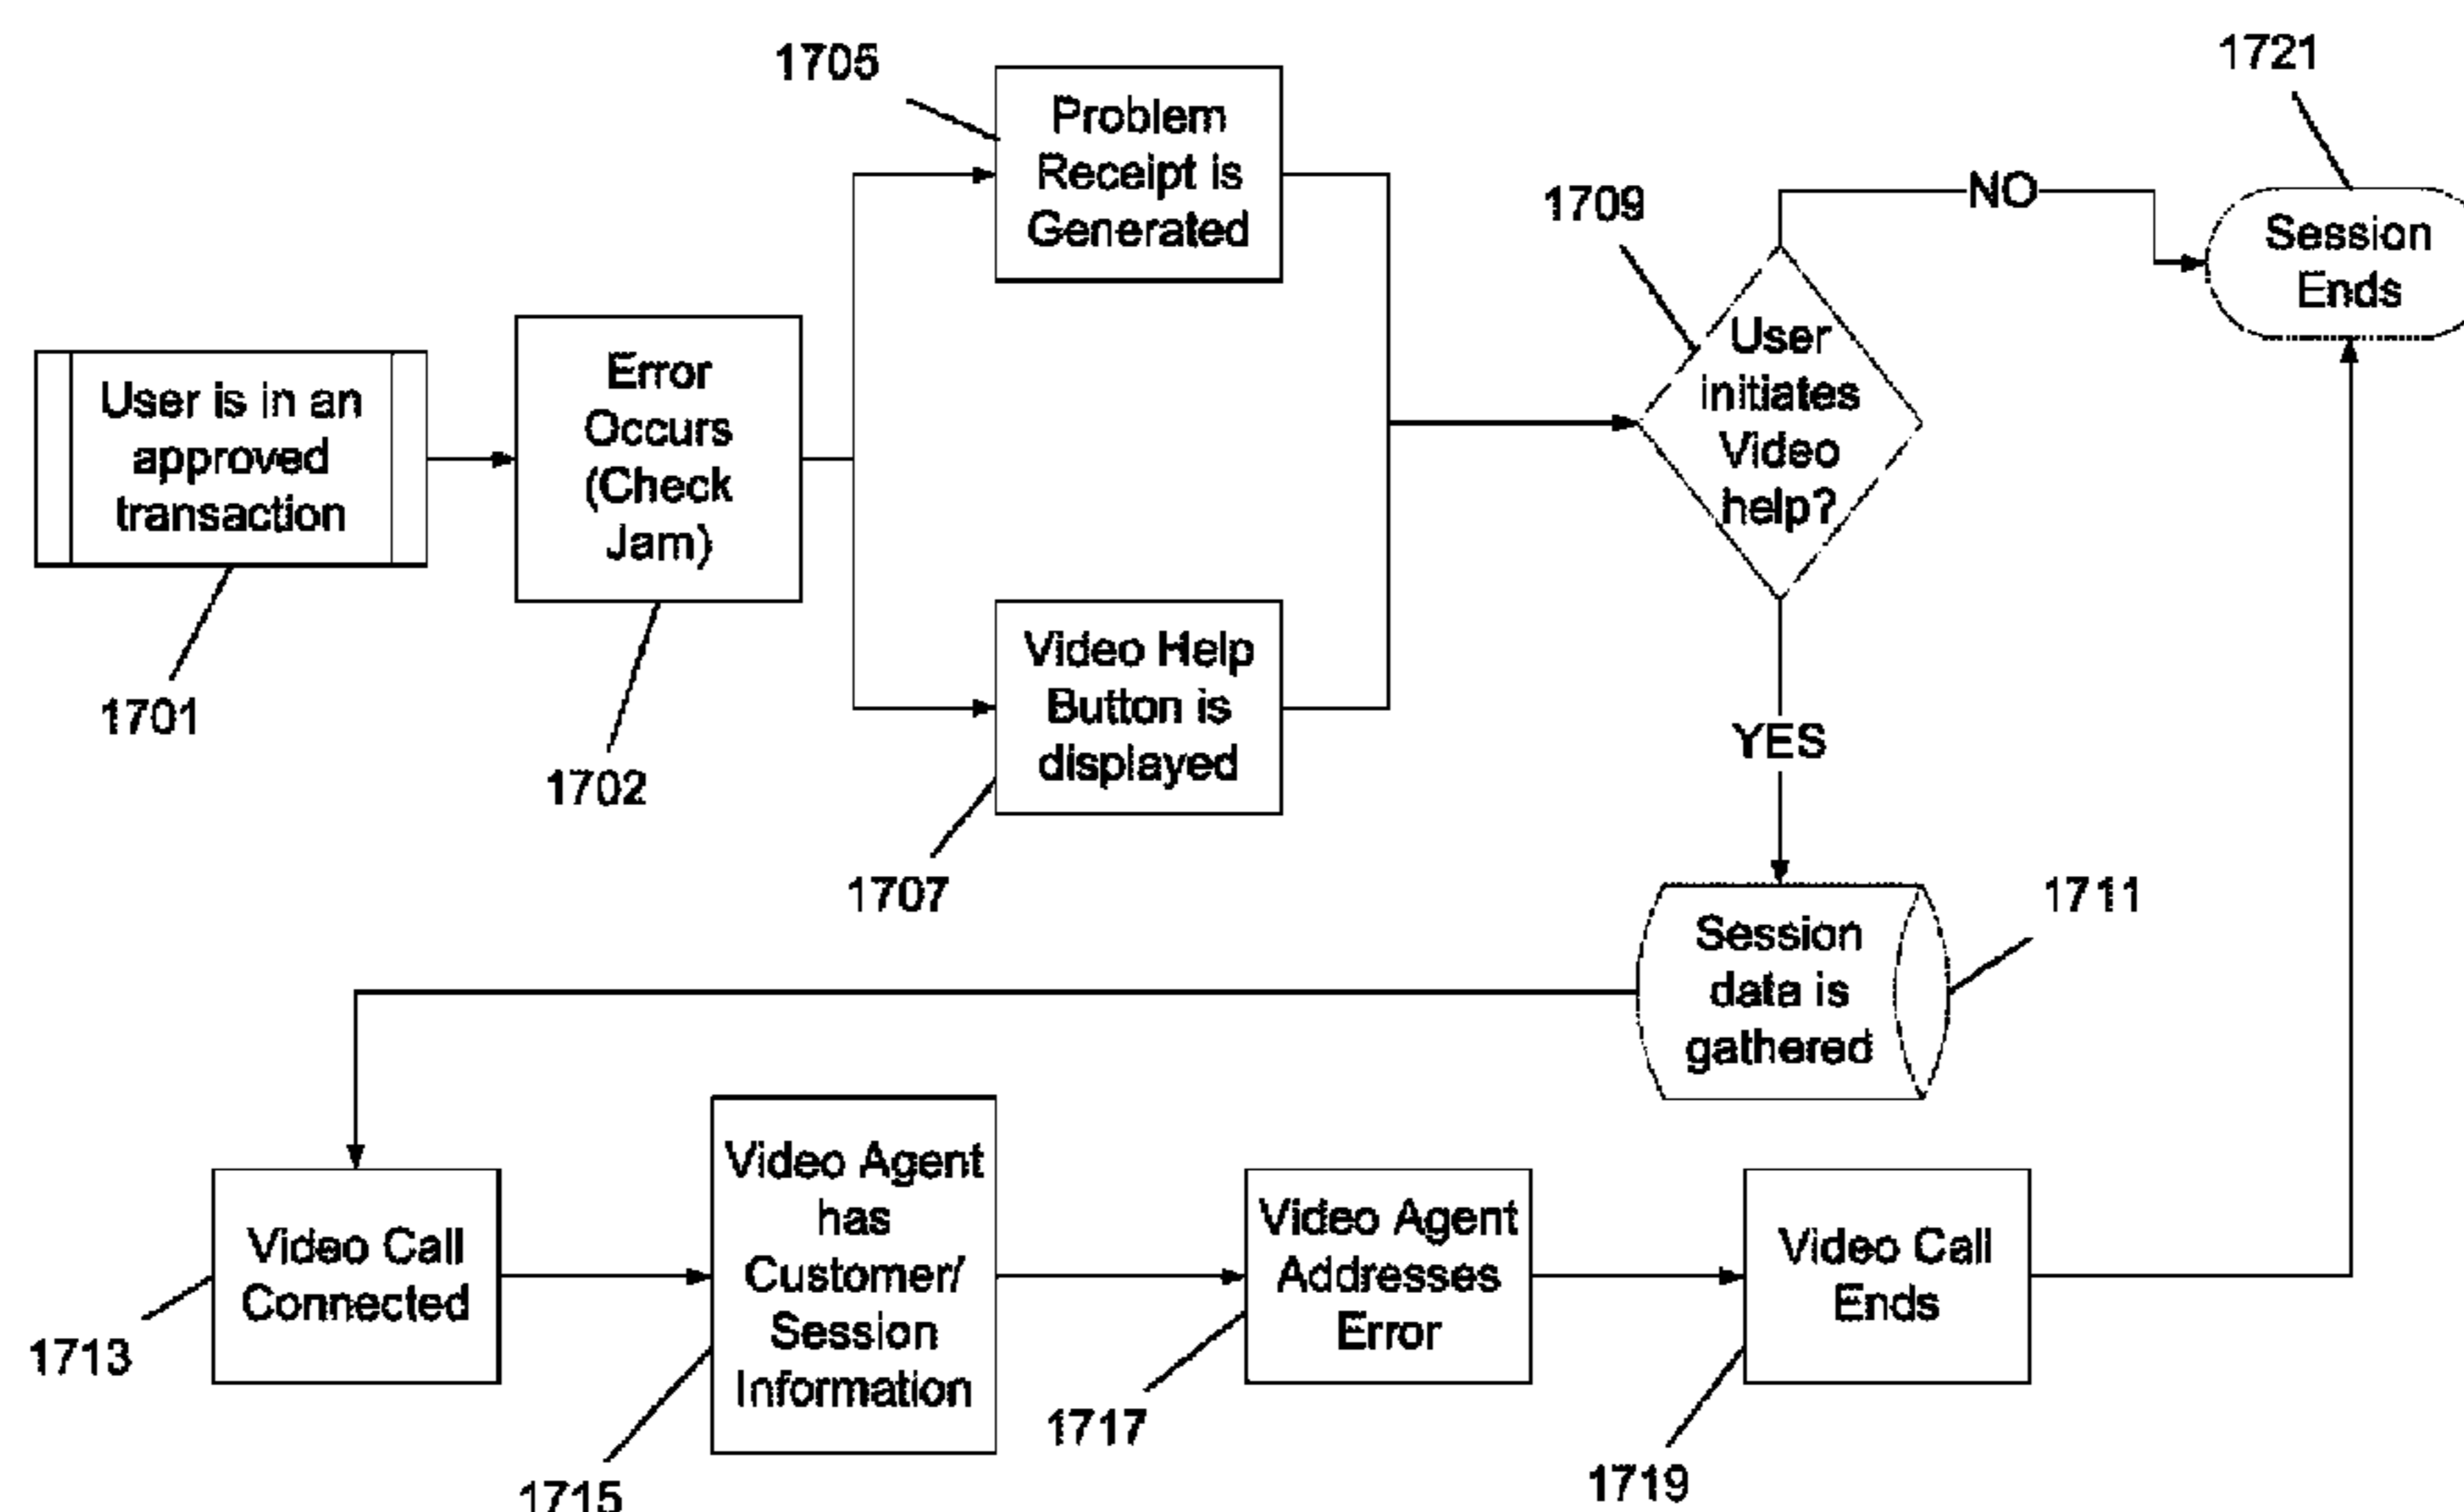 1705
Problem
Receipt is
Generated
1721
Session
Ends
NO
1709
User
initiates
Video
help?
User is in an
approved
transaction
1701
Error
Occurs
(Check
Jam)
1702
Video Help
Button is
displayed
1707
YES
Session
data is
gathered
1711
Video Call
Connected
1713
Video Agent
has
Customer/
Session
Information
1715
Video Agent
Addresses
Error
1717
Video Call
Ends
1719